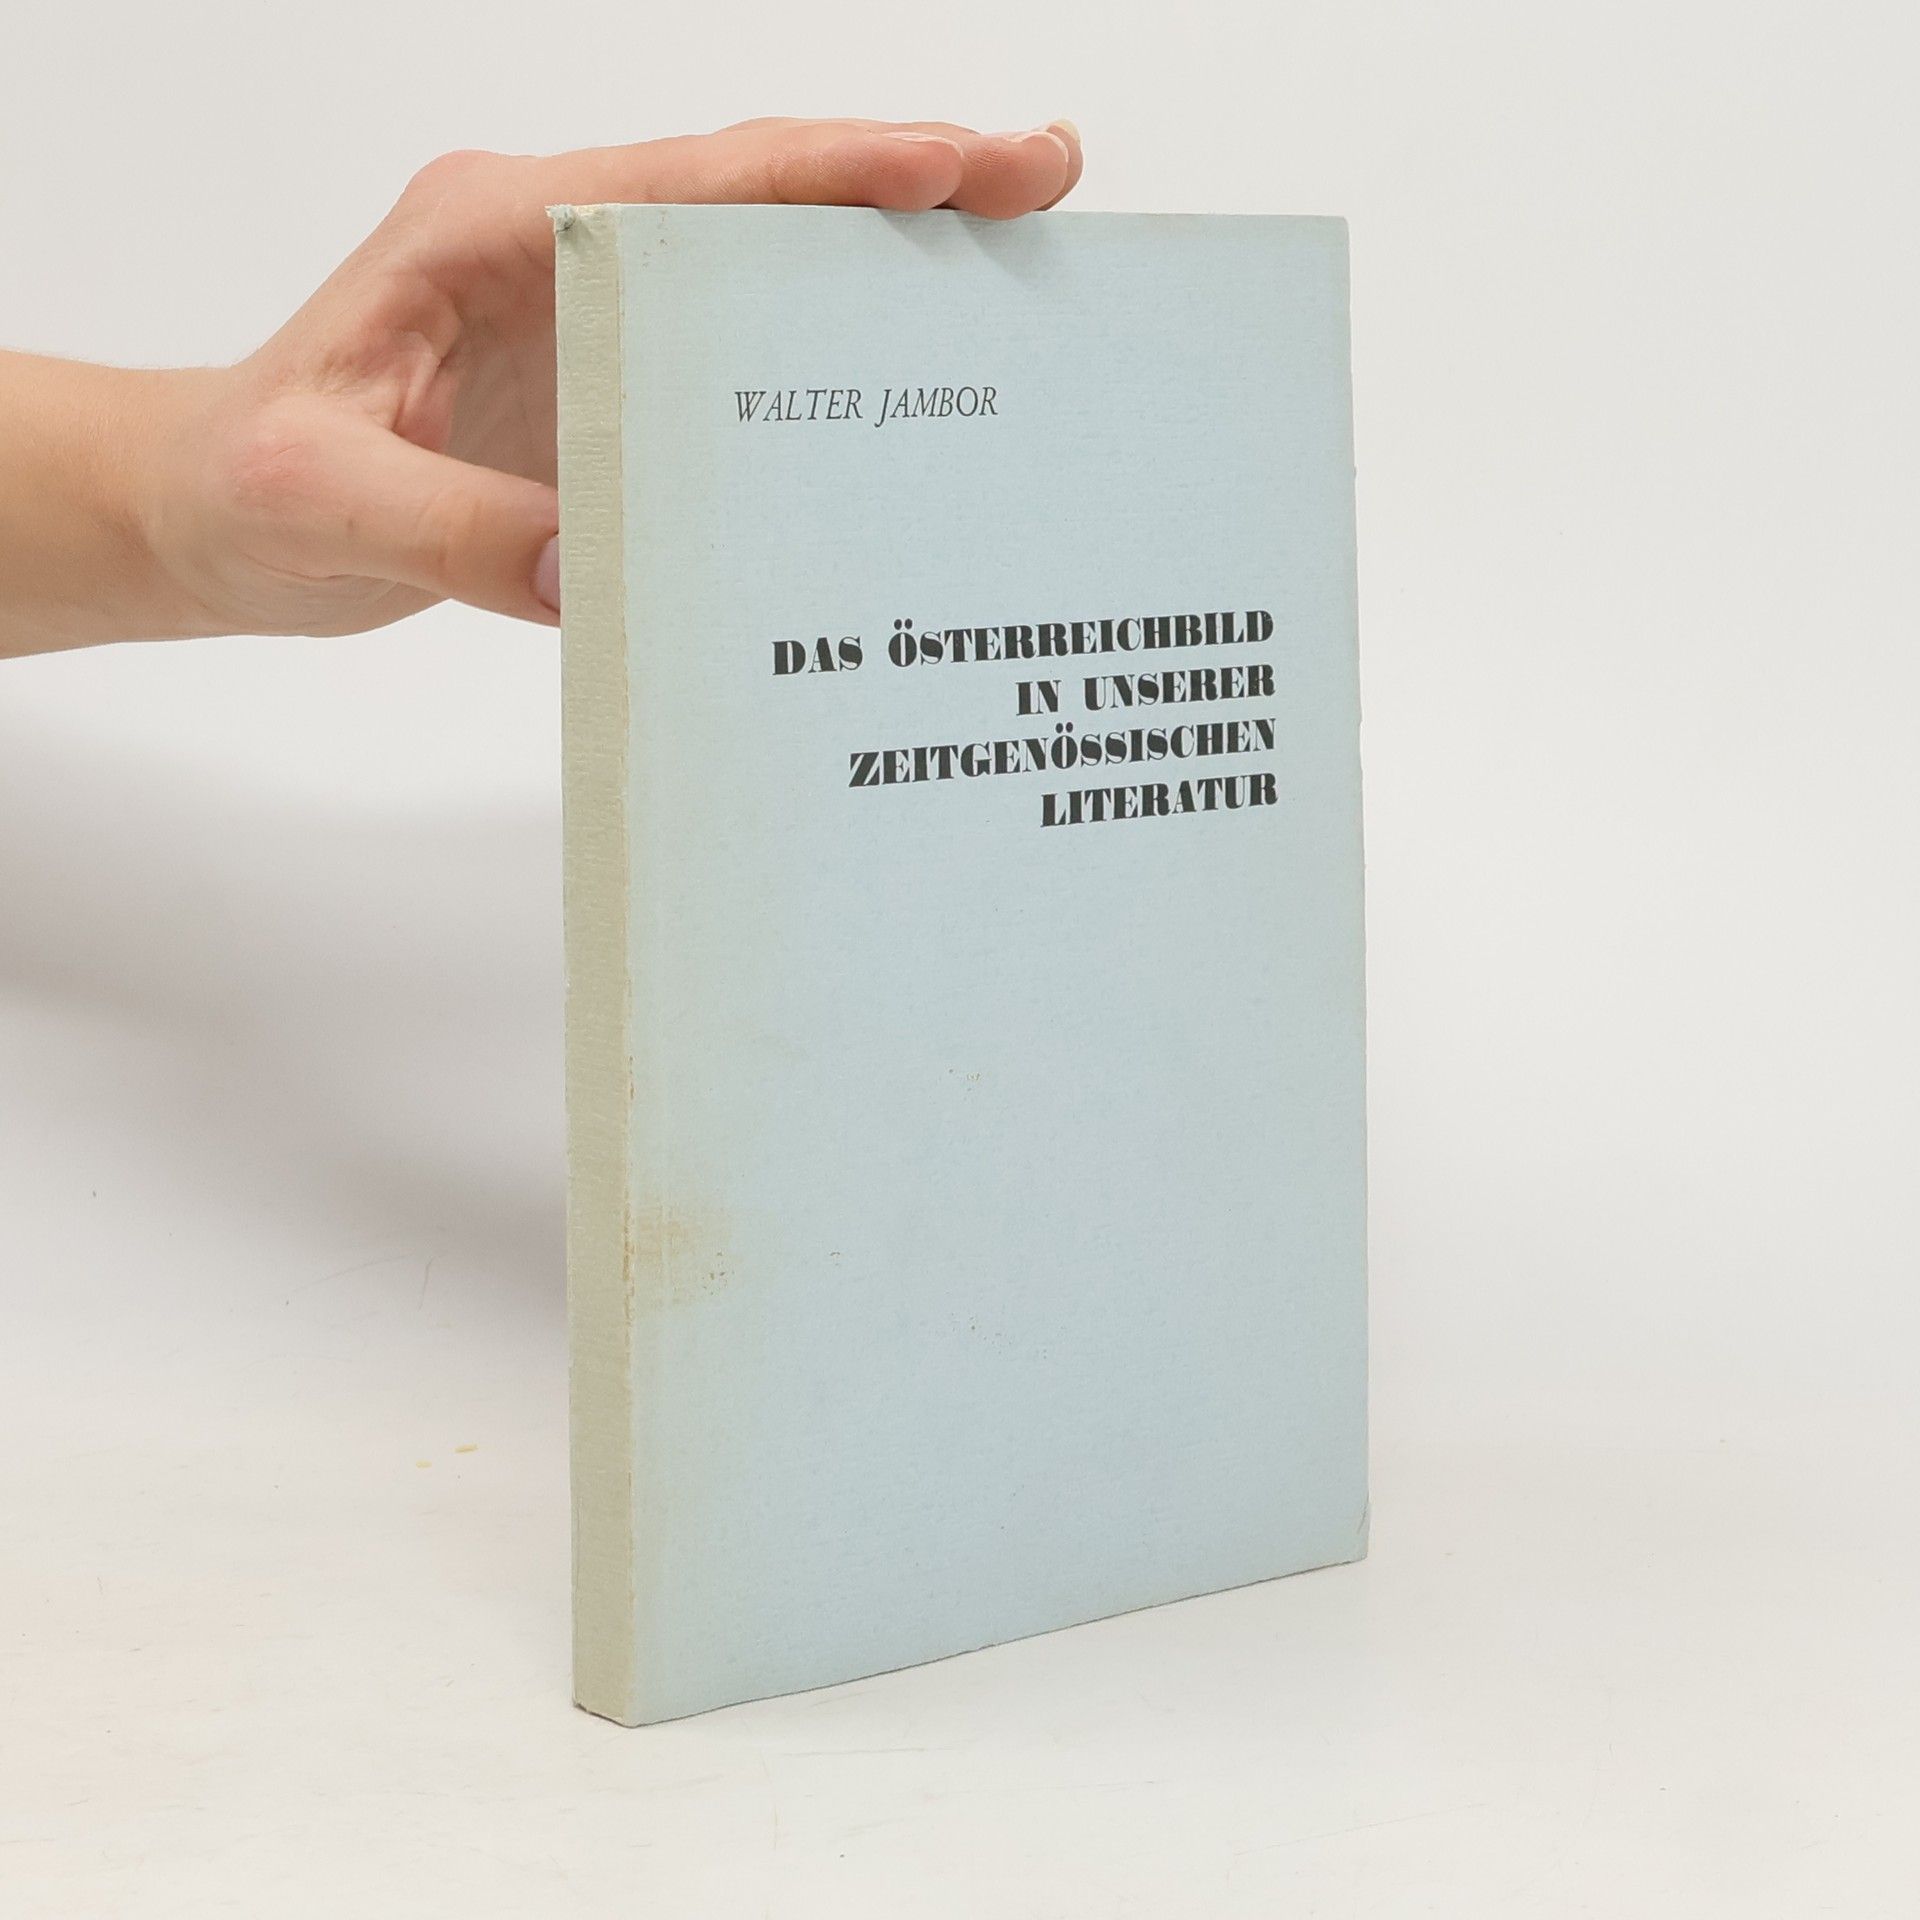 WALTER JAMBOR
DAS ÖSTERREICHBILD
IN UNSERER
ZEITGENÖSSISCHEN
LITERATUR